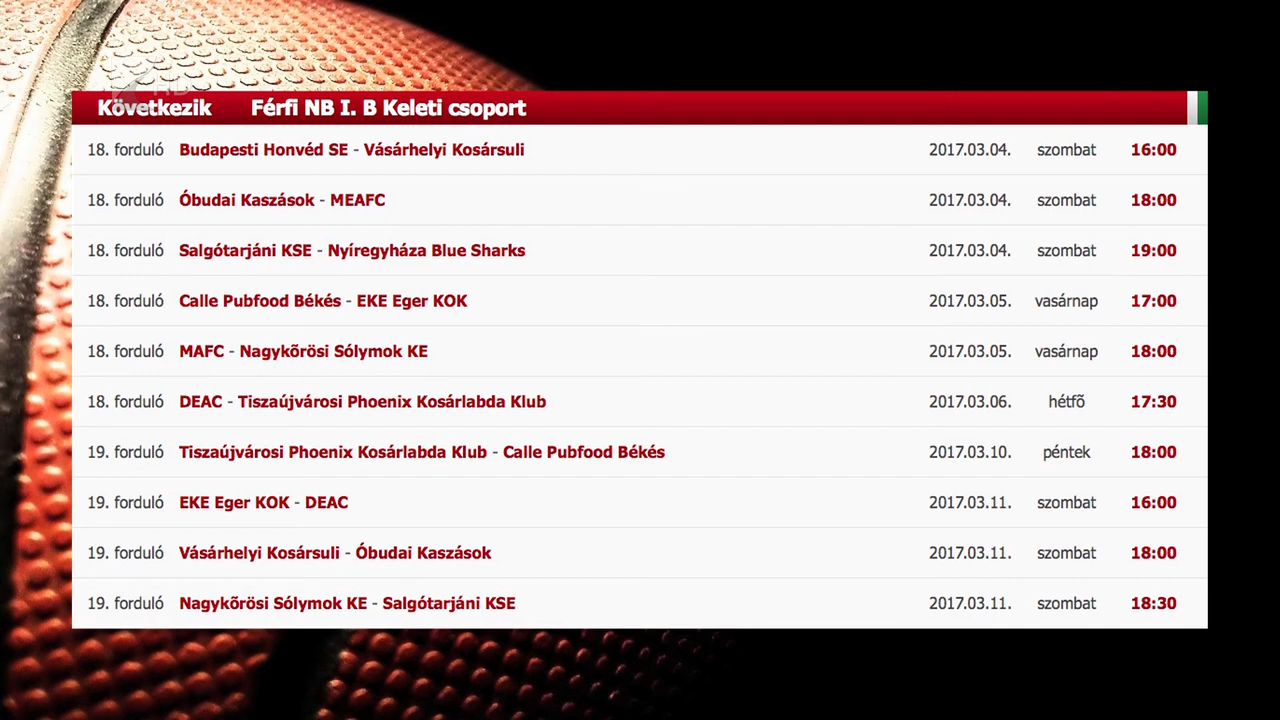 HD
Következik Férfi NB I. B Keleti csoport
18. forduló Budapesti Honvéd SE - Vásárhelyi Kosársuli 2017.03.04. szombat 16:00
18. forduló Óbudai Kaszások - MEAFC 2017.03.04. szombat 18:00
18. forduló Salgótarjáni KSE - Nyíregyháza Blue Sharks 2017.03.04. szombat 19:00
18. forduló Calle Pubfood Békés - EKE Eger KOK 2017.03.05. vasárnap 17:00
18. forduló MAFC - Nagykõrösi Sólymok KE 2017.03.05. vasárnap 18:00
18. forduló DEAC - Tiszaújvárosi Phoenix Kosárlabda Klub 2017.03.06. hétfõ 17:30
19. forduló Tiszaújvárosi Phoenix Kosárlabda Klub - Calle Pubfood Békés 2017.03.10. péntek 18:00
19. forduló EKE Eger KOK - DEAC 2017.03.11. szombat 16:00
19. forduló Vásárhelyi Kosársuli - Óbudai Kaszások 2017.03.11. szombat 18:00
19. forduló Nagykõrösi Sólymok KE - Salgótarjáni KSE 2017.03.11. szombat 18:30